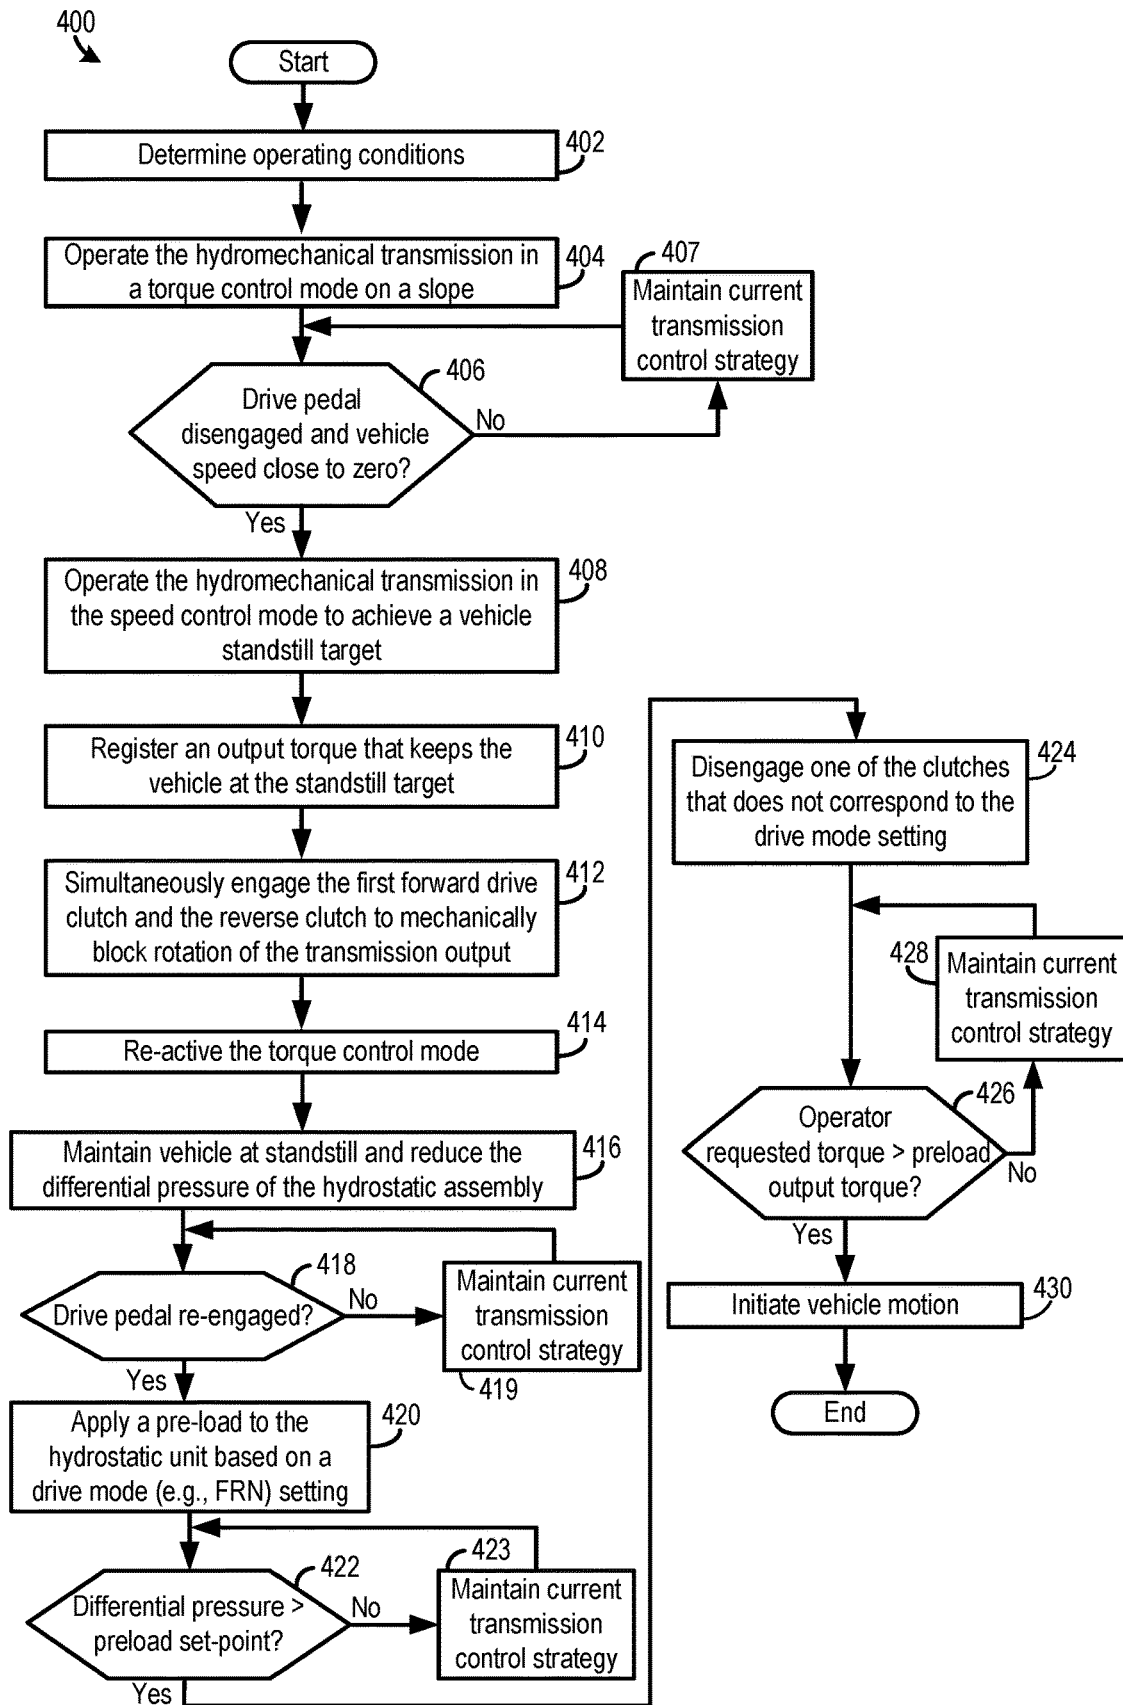 400
Start
Determine operating conditions
402
Operate the hydromechanical transmission in
a torque control mode on a slope
404
407
Maintain current
transmission
control strategy
406
Drive pedal
disengaged and vehicle
speed close to zero?
No
Yes
Operate the hydromechanical transmission in
the speed control mode to achieve a vehicle
standstill target
408
Register an output torque that keeps the
vehicle at the standstill target
410
Simultaneously engage the first forward drive
clutch and the reverse clutch to mechanically
block rotation of the transmission output
412
Re-active the torque control mode
414
Maintain vehicle at standstill and reduce the
differential pressure of the hydrostatic assembly
416
418
Drive pedal re-engaged?
No
Maintain current
transmission
control strategy
419
Yes
Apply a pre-load to the
hydrostatic unit based on a
drive mode (e.g., FRN) setting
420
422
Differential pressure >
preload set-point?
No
423
Maintain current
transmission
control strategy
Yes
Disengage one of the clutches
that does not correspond to the
drive mode setting
424
428
Maintain current
transmission
control strategy
426
Operator
requested torque > preload
output torque?
No
Yes
Initiate vehicle motion
430
End